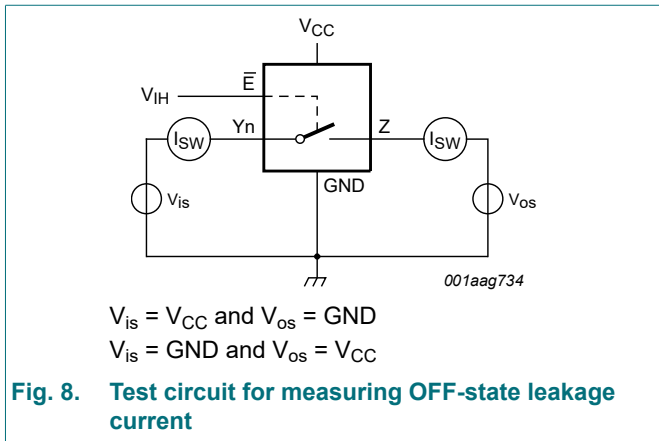 VCC
E
VIH
Yn
Z
ISW
ISW
GND
Vis
Vos
001aag734
Vis = VCC and Vos = GND
Vis = GND and Vos = VCC
Fig. 8. Test circuit for measuring OFF-state leakage
current